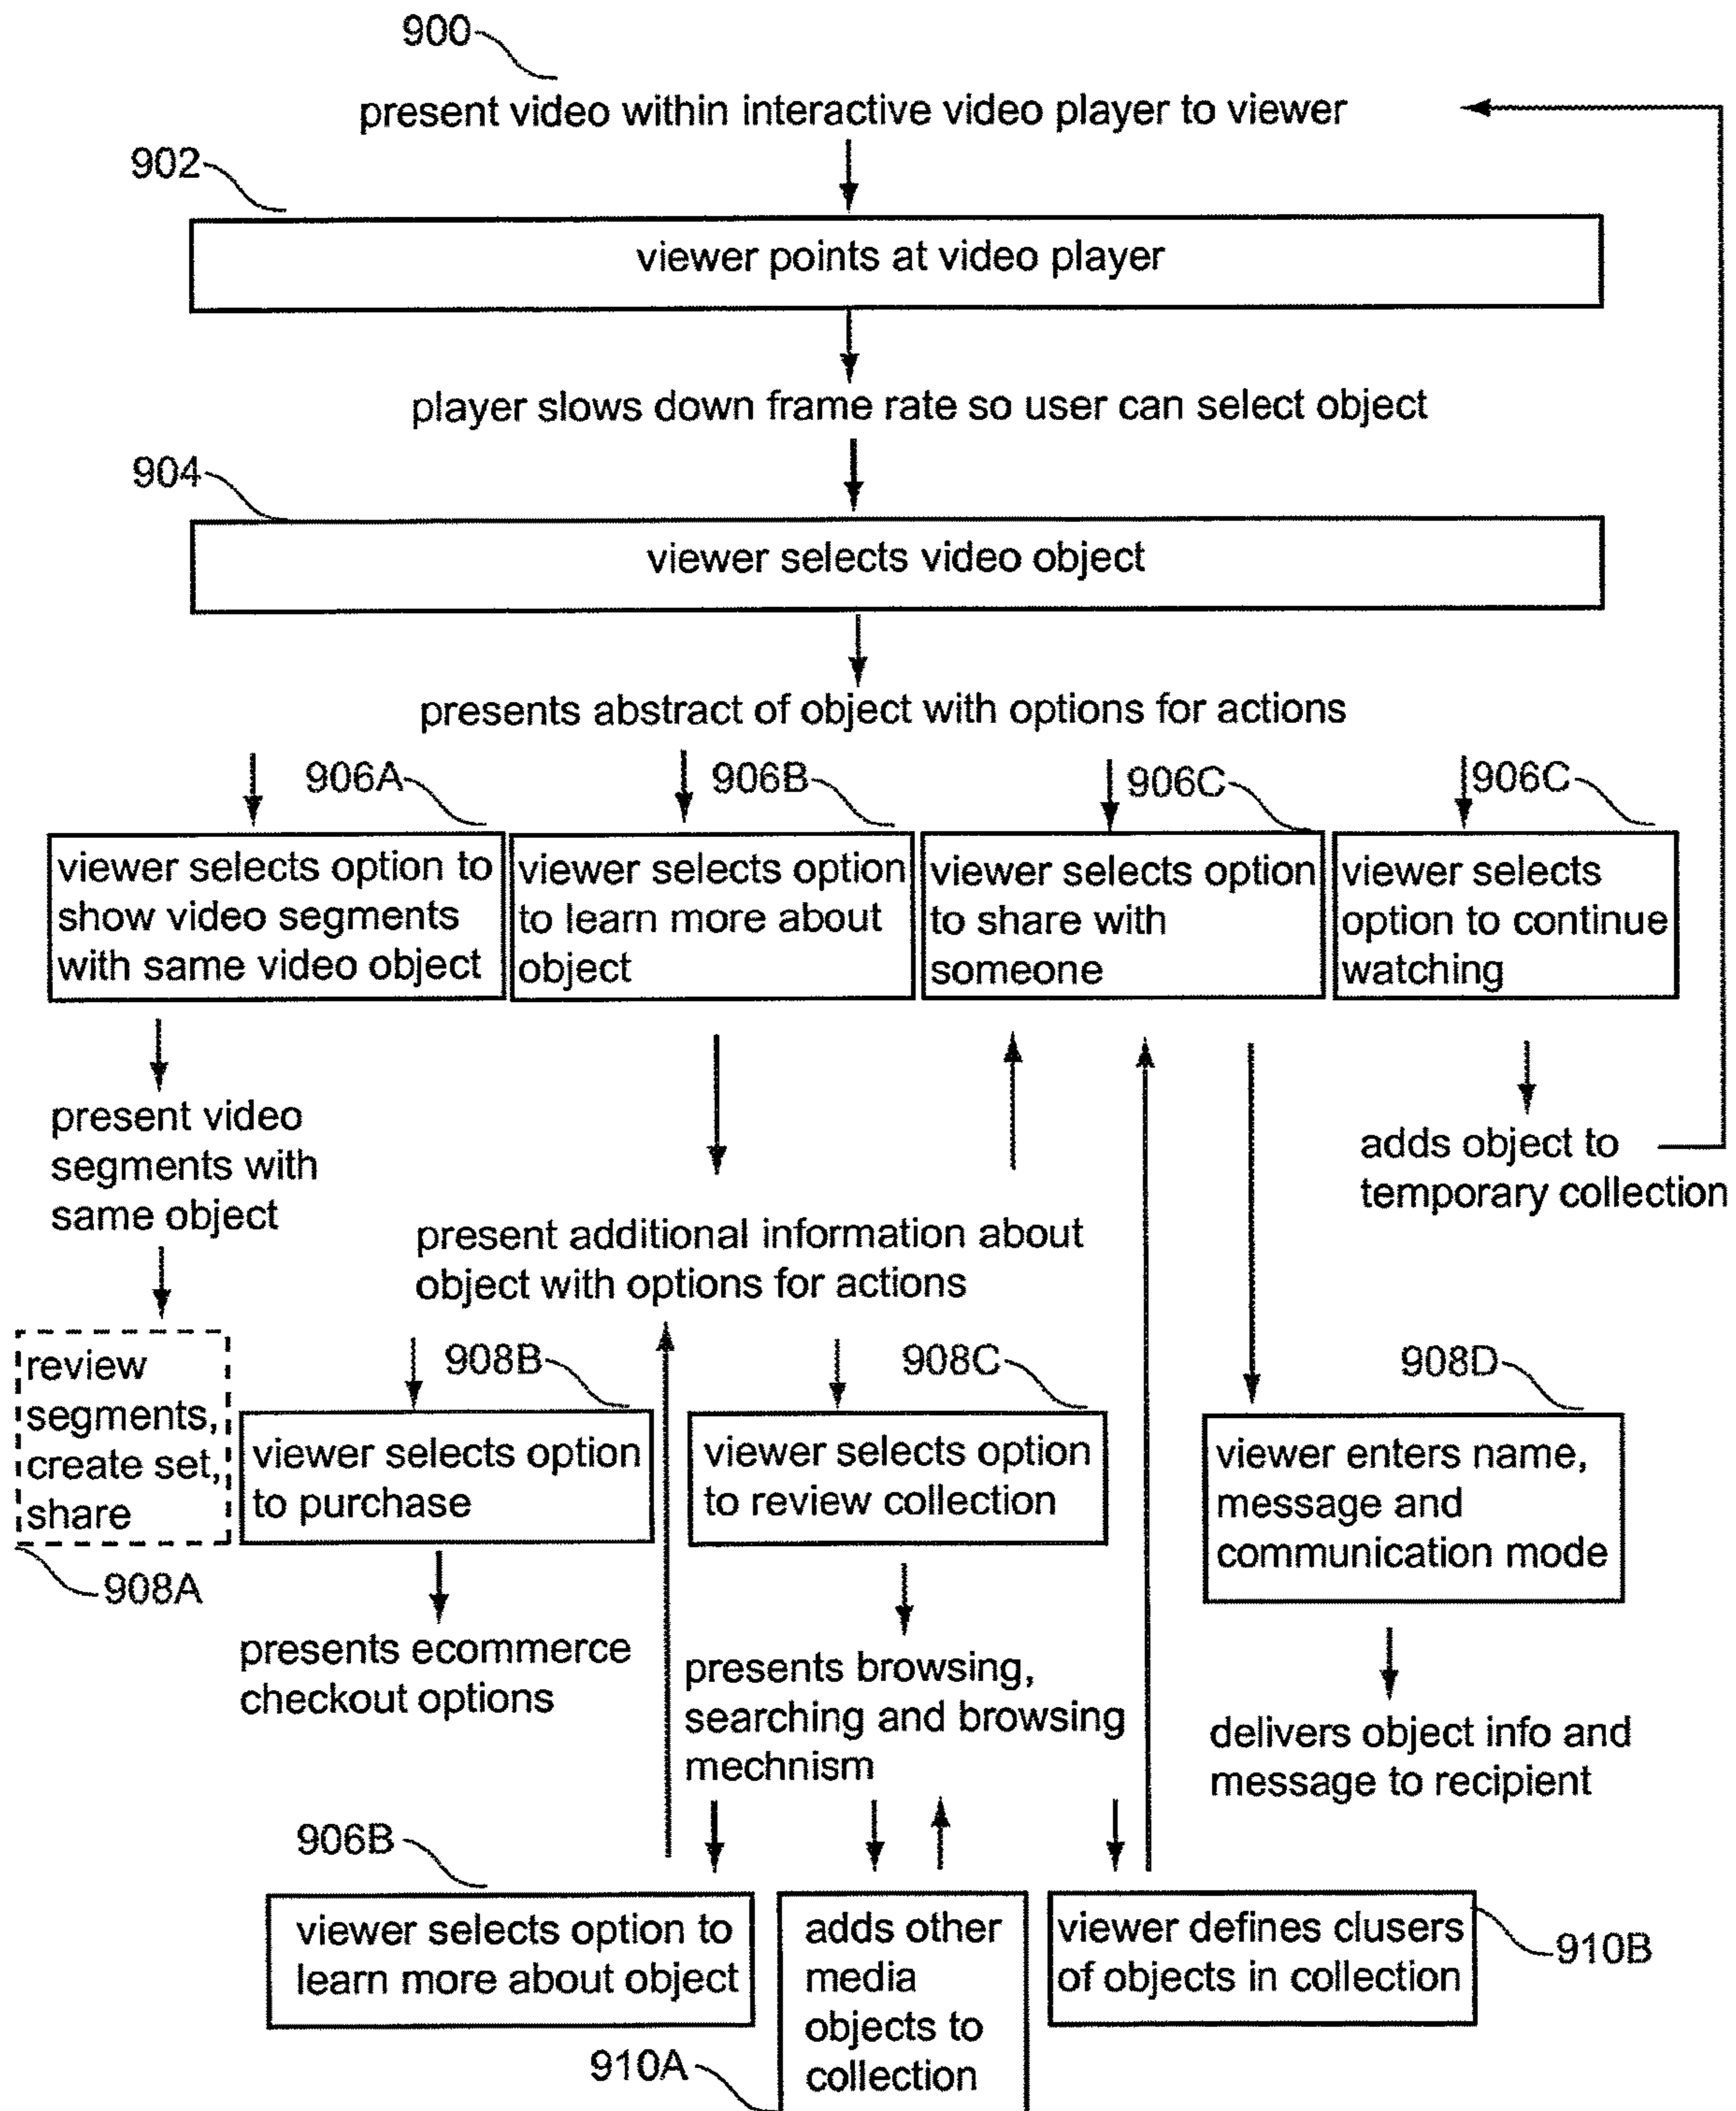 900
present video within interactive video player to viewer
902
viewer points at video player
player slows down frame rate so user can select object
904
viewer selects video object
presents abstract of object with options for actions
906A
906B
906C
906C
viewer selects option to
show video segments
with same video object
viewer selects option
to learn more about
object
viewer selects option
to share with
someone
viewer selects
option to continue
watching
present video
segments with
same object
adds object to
temporary collection
present additional information about
object with options for actions
review
segments,
create set,
share
908A
908B
viewer selects option
to purchase
908C
viewer selects option
to review collection
908D
viewer enters name,
message and
communication mode
presents ecommerce
checkout options
presents browsing,
searching and browsing
mechnism
delivers object info and
message to recipient
906B
viewer selects option to
learn more about object
adds other
media
objects to
collection
910A
viewer defines clusers
of objects in collection
910B